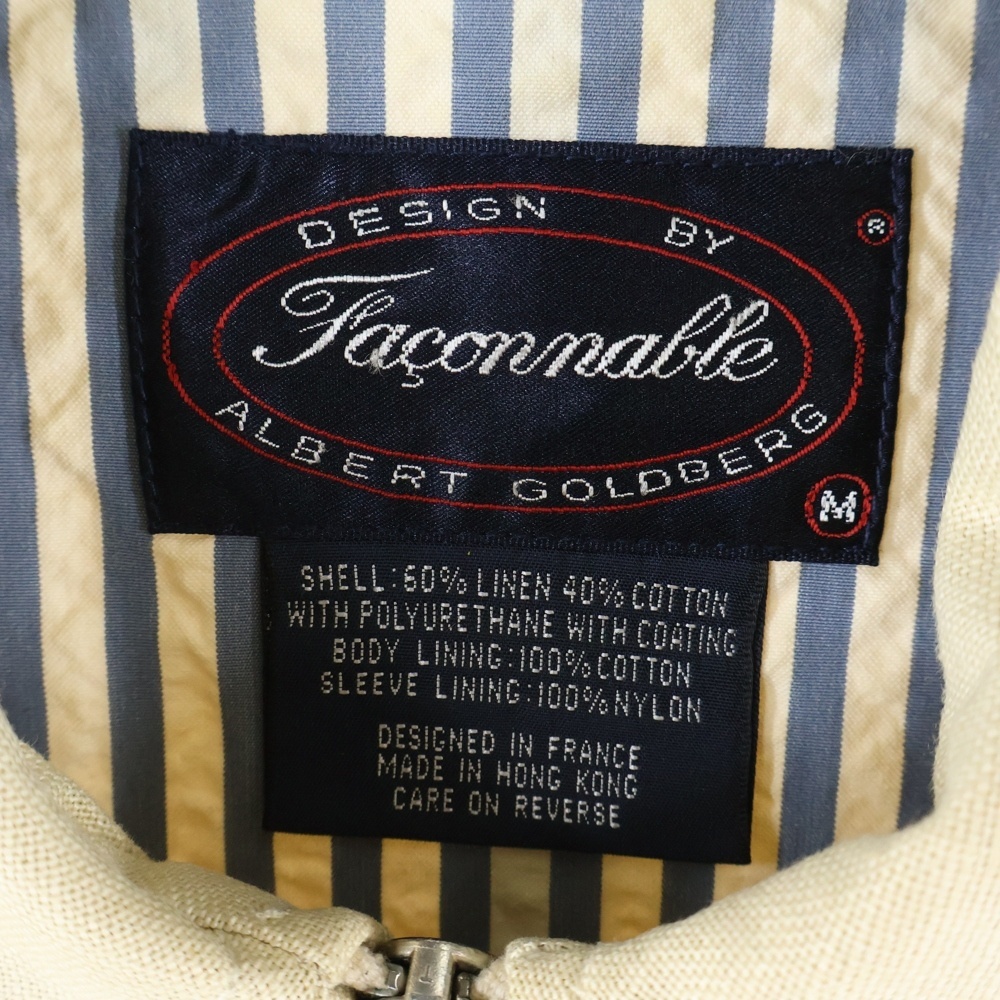 DESIGN BY
®
Façonnable
ALBERT GOLDBERG
M
SHELL:60% LINEN 40% COTTON
WITH POLYURETHANE WITH COATING
BODY LINING:100%COTTON
SLEEVE LINING:100%NYLON
DESIGNED IN FRANCE
MADE IN HONG KONG
CARE ON REVERSE